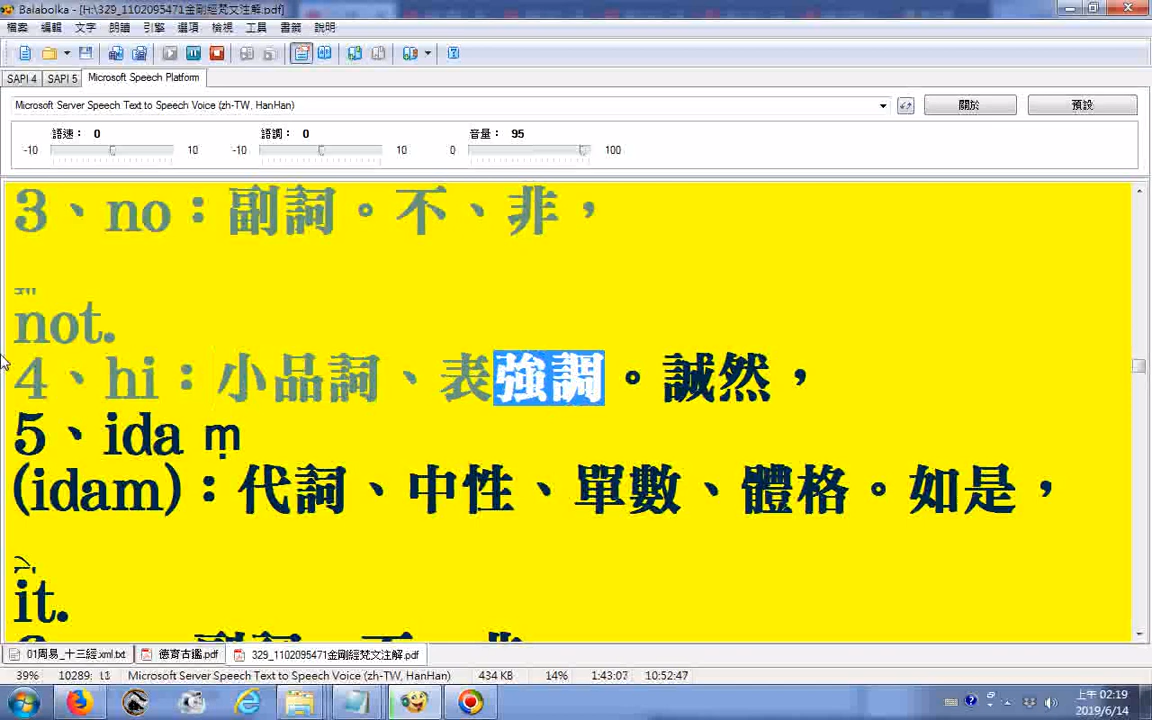 Balabolka - [H:\329_1102095471金剛經梵文注解.pdf]
檔案 編輯 文字 朗讀 引擎 選項 檢視 工具 書籤 說明
SAPI 4 SAPI 5 Microsoft Speech Platform
Microsoft Server Speech Text to Speech Voice (zh-TW, HanHan)
關於 預設
語速： 0 語調： 0 音量： 95
-10 10 -10 10 0 100
3、no：副詞。不、非，
not.
4、hi：小品詞、表強調。誠然，
5、ida ṃ
(idam)：代詞、中性、單數、體格。如是，
it.
01周易_十三經.xml.txt 德育古鑑.pdf 329_1102095471金剛經梵文注解.pdf
39% 10289: 11 Microsoft Server Speech Text to Speech Voice (zh-TW, HanHan) 434 KB 14% 1:43:07 10:52:47
上午 02:19
2019/6/14